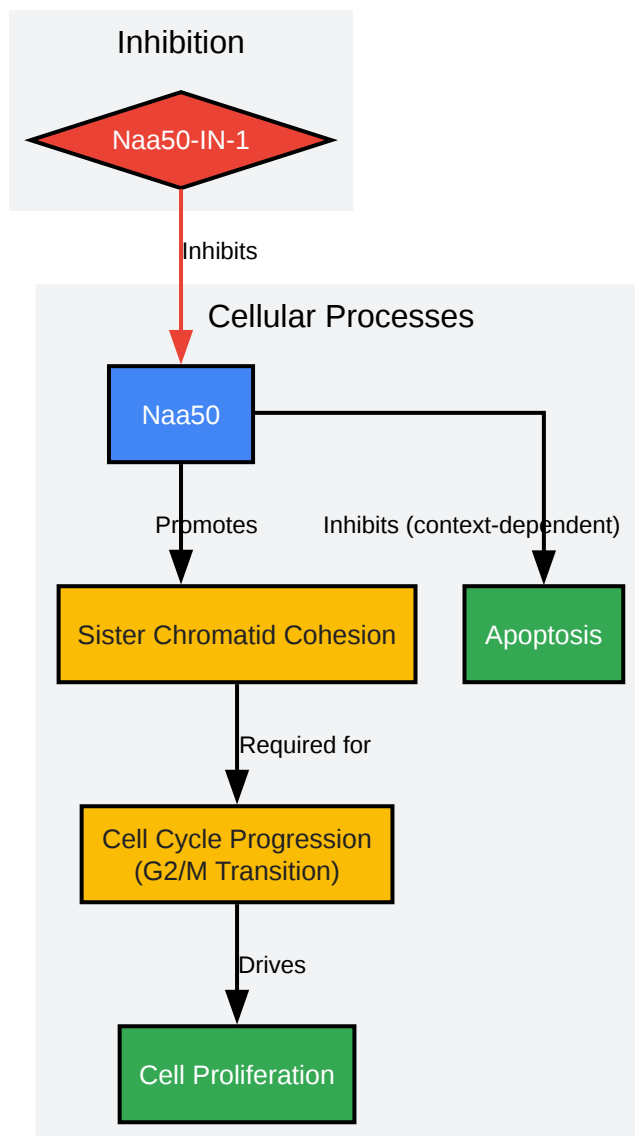 Inhibition
Naa50-IN-1
Inhibits
Cellular Processes
Naa50
Promotes
Inhibits (context-dependent)
Sister Chromatid Cohesion
Apoptosis
Required for
Cell Cycle Progression
(G2/M Transition)
Drives
Cell Proliferation